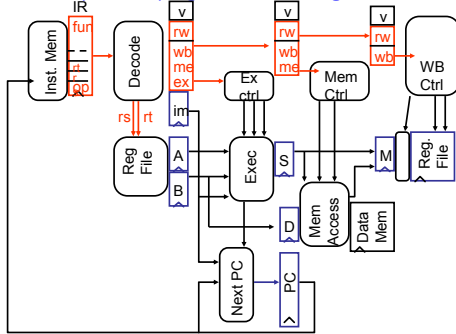 IR
v
v
v
fun
rt
rs
op
Inst. Mem
Decode
rw
wb
me
ex
im
rw
wb
me
rw
wb
Ex
ctrl
Mem
Ctrl
WB
Ctrl
rs
rt
Reg
File
A
B
Exec
S
D
M
Reg.
File
Mem
Access
Data
Mem
Next PC
PC